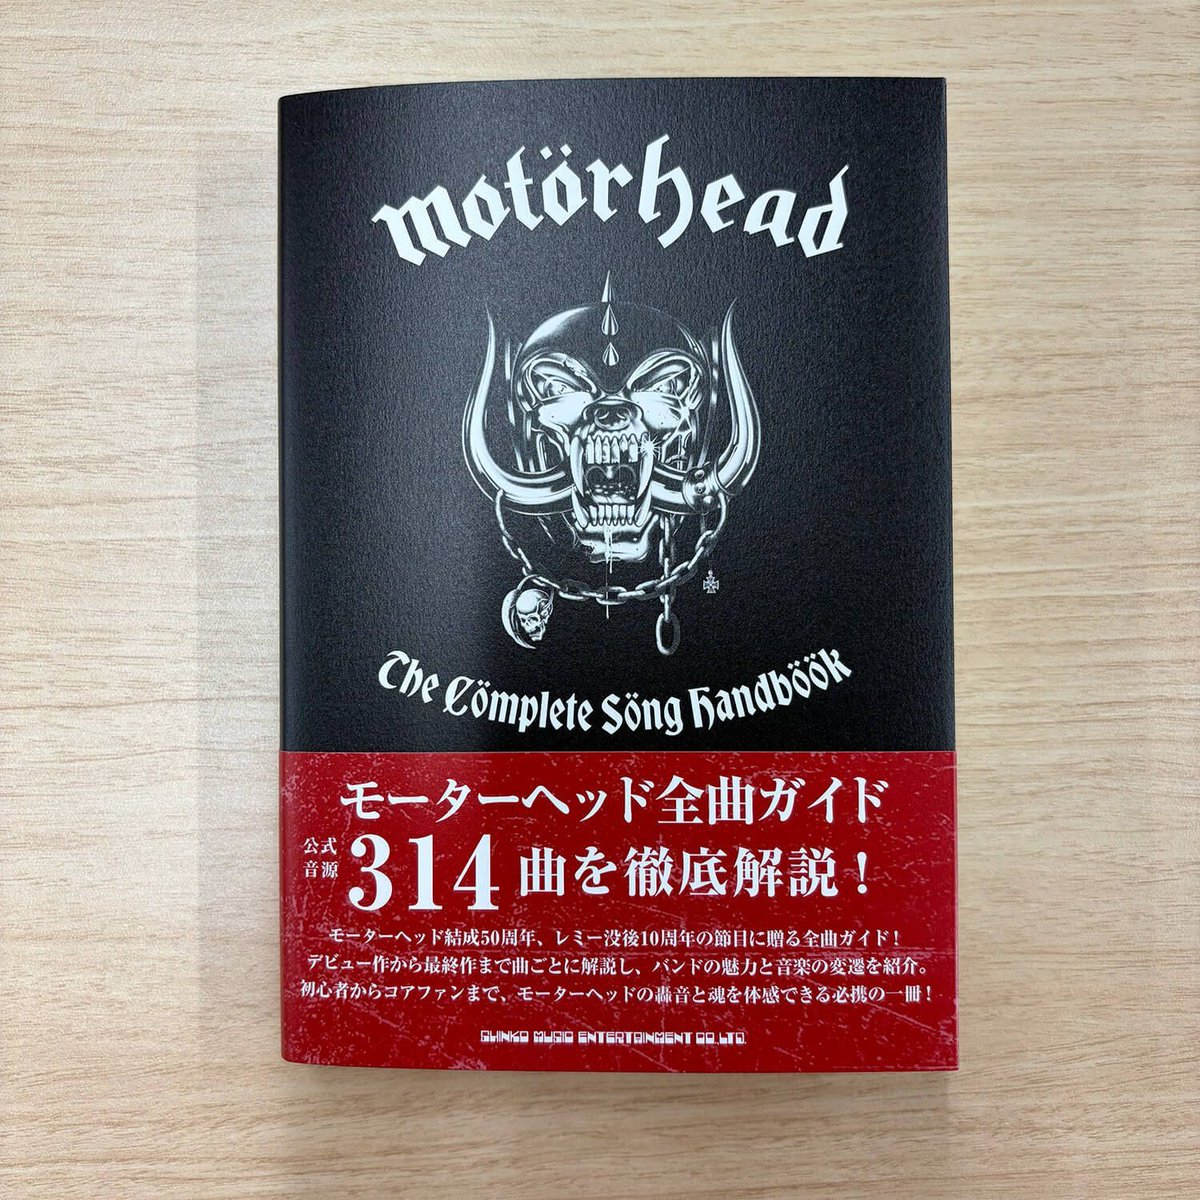 motörhead
The Cömplete Söng Handböök
モーターヘッド全曲ガイド
公式
音源
314曲を徹底解説！
モーターヘッド結成50周年、レミー没後10周年の節目に贈る全曲ガイド！
デビュー作から最終作まで曲ごとに解説し、バンドの魅力と音楽の変遷を紹介。
初心者からコアファンまで、モーターヘッドの轟音と魂を体感できる必携の一冊！
SHINKO MUSIC ENTERTAINMENT CO.,LTD.